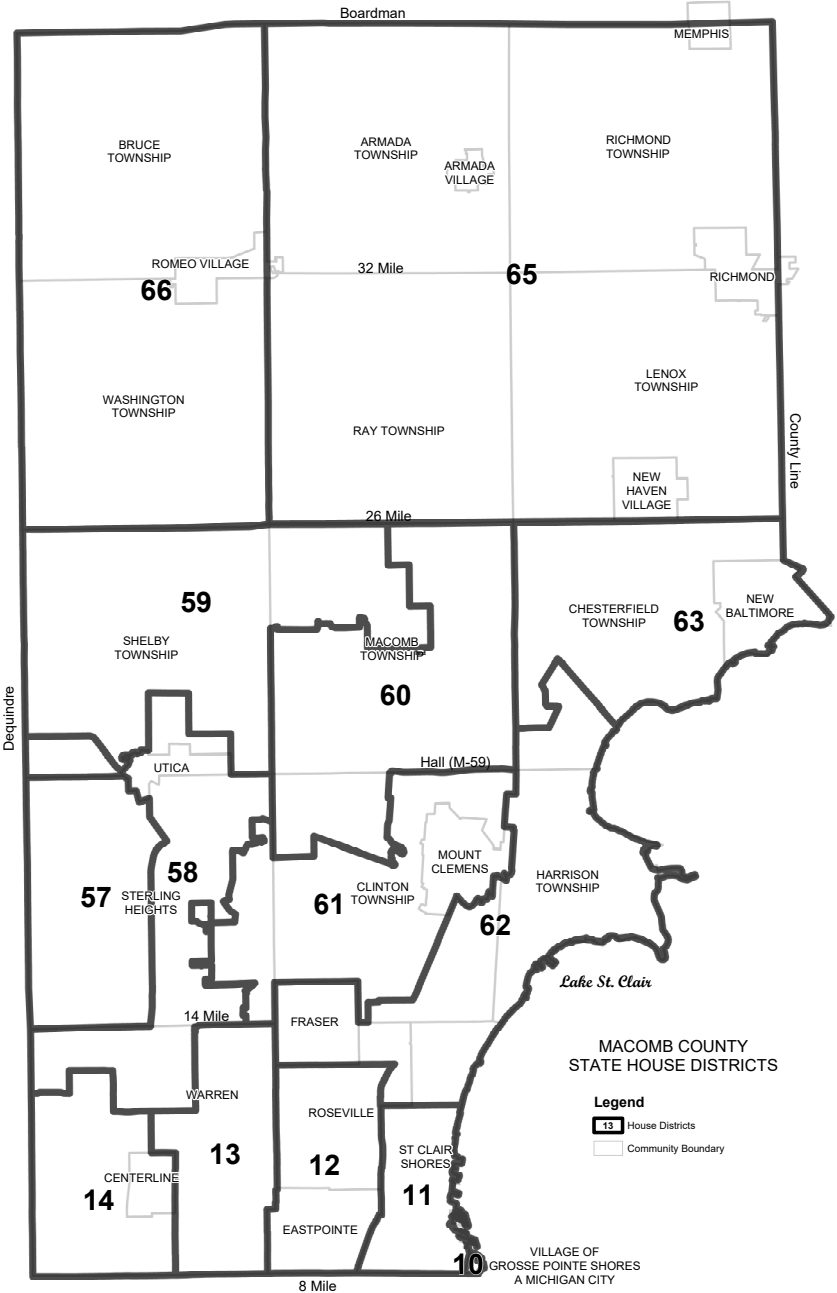 Boardman
MEMPHIS
BRUCE
TOWNSHIP
ARMADA
TOWNSHIP
ARMADA
VILLAGE
RICHMOND
TOWNSHIP
ROMEO VILLAGE
32 Mile
65
RICHMOND
66
WASHINGTON
TOWNSHIP
LENOX
TOWNSHIP
RAY TOWNSHIP
County Line
NEW
HAVEN
VILLAGE
26 Mile
59
CHESTERFIELD
TOWNSHIP
63
NEW
BALTIMORE
SHELBY
TOWNSHIP
MACOMB
TOWNSHIP
60
Dequindre
UTICA
Hall (M-59)
57
58
STERLING
HEIGHTS
61
CLINTON
TOWNSHIP
MOUNT
CLEMENS
HARRISON
TOWNSHIP
62
Lake St. Clair
14 Mile
FRASER
MACOMB COUNTY
STATE HOUSE DISTRICTS
Legend
13 House Districts
Community Boundary
WARREN
ROSEVILLE
13
12
ST CLAIR
SHORES
11
CENTERLINE
14
EASTPOINTE
10
VILLAGE OF
GROSSE POINTE SHORES
A MICHIGAN CITY
8 Mile